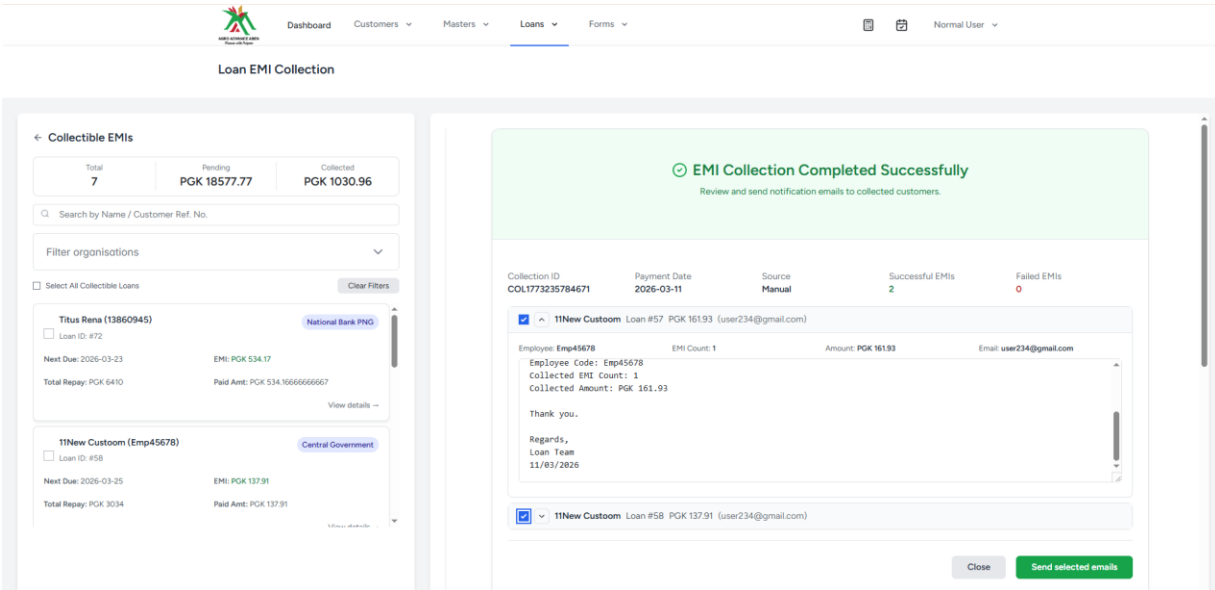 AGRO ADVANCE ABEN
Dashboard
Customers
Masters
Loans
Forms
Normal User
Loan EMI Collection
← Collectible EMIs
Total
7
Pending
PGK 18577.77
Collected
PGK 1030.96
Search by Name / Customer Ref. No.
Filter organisations
Select All Collectible Loans
Clear Filters
Titus Rena (13860945)
National Bank PNG
Loan ID: #72
Next Due: 2026-03-23
EMI: PGK 534.17
Total Repay: PGK 6410
Paid Amt: PGK 534.16666666667
View details →
11New Custoom (Emp45678)
Central Government
Loan ID: #58
Next Due: 2026-03-25
EMI: PGK 137.91
Total Repay: PGK 3034
Paid Amt: PGK 137.91
View details
EMI Collection Completed Successfully
Review and send notification emails to collected customers.
Collection ID
COL1773235784671
Payment Date
2026-03-11
Source
Manual
Successful EMIs
2
Failed EMIs
0
11New Custoom Loan #57 PGK 161.93 (user234@gmail.com)
Employee: Emp45678
EMI Count: 1
Amount: PGK 161.93
Email: user234@gmail.com
Employee Code: Emp45678
Collected EMI Count: 1
Collected Amount: PGK 161.93
Thank you.
Regards,
Loan Team
11/03/2026
11New Custoom Loan #58 PGK 137.91 (user234@gmail.com)
Close
Send selected emails